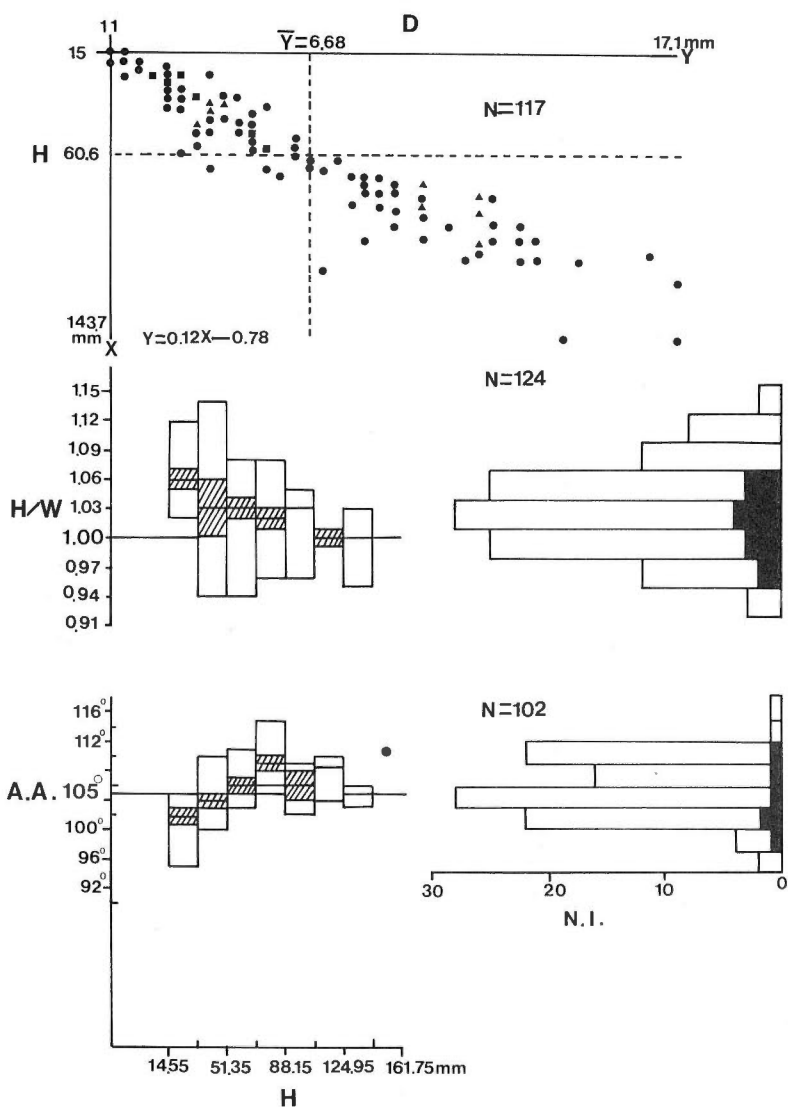 D
11
Y̅=6.68
17.1mm
Y
15
N=117
H
60.6
143.7
mm
X
Y=0.12X—0.78
N=124
1.15
1.12
1.09
1.06
H/W
1.03
1.00
0.97
0.94
0.91
N=102
116°
112°
A.A.
105°
100°
96°
92°
30
20
10
0
N.I.
14.55
51.35
88.15
124.95
161.75mm
H